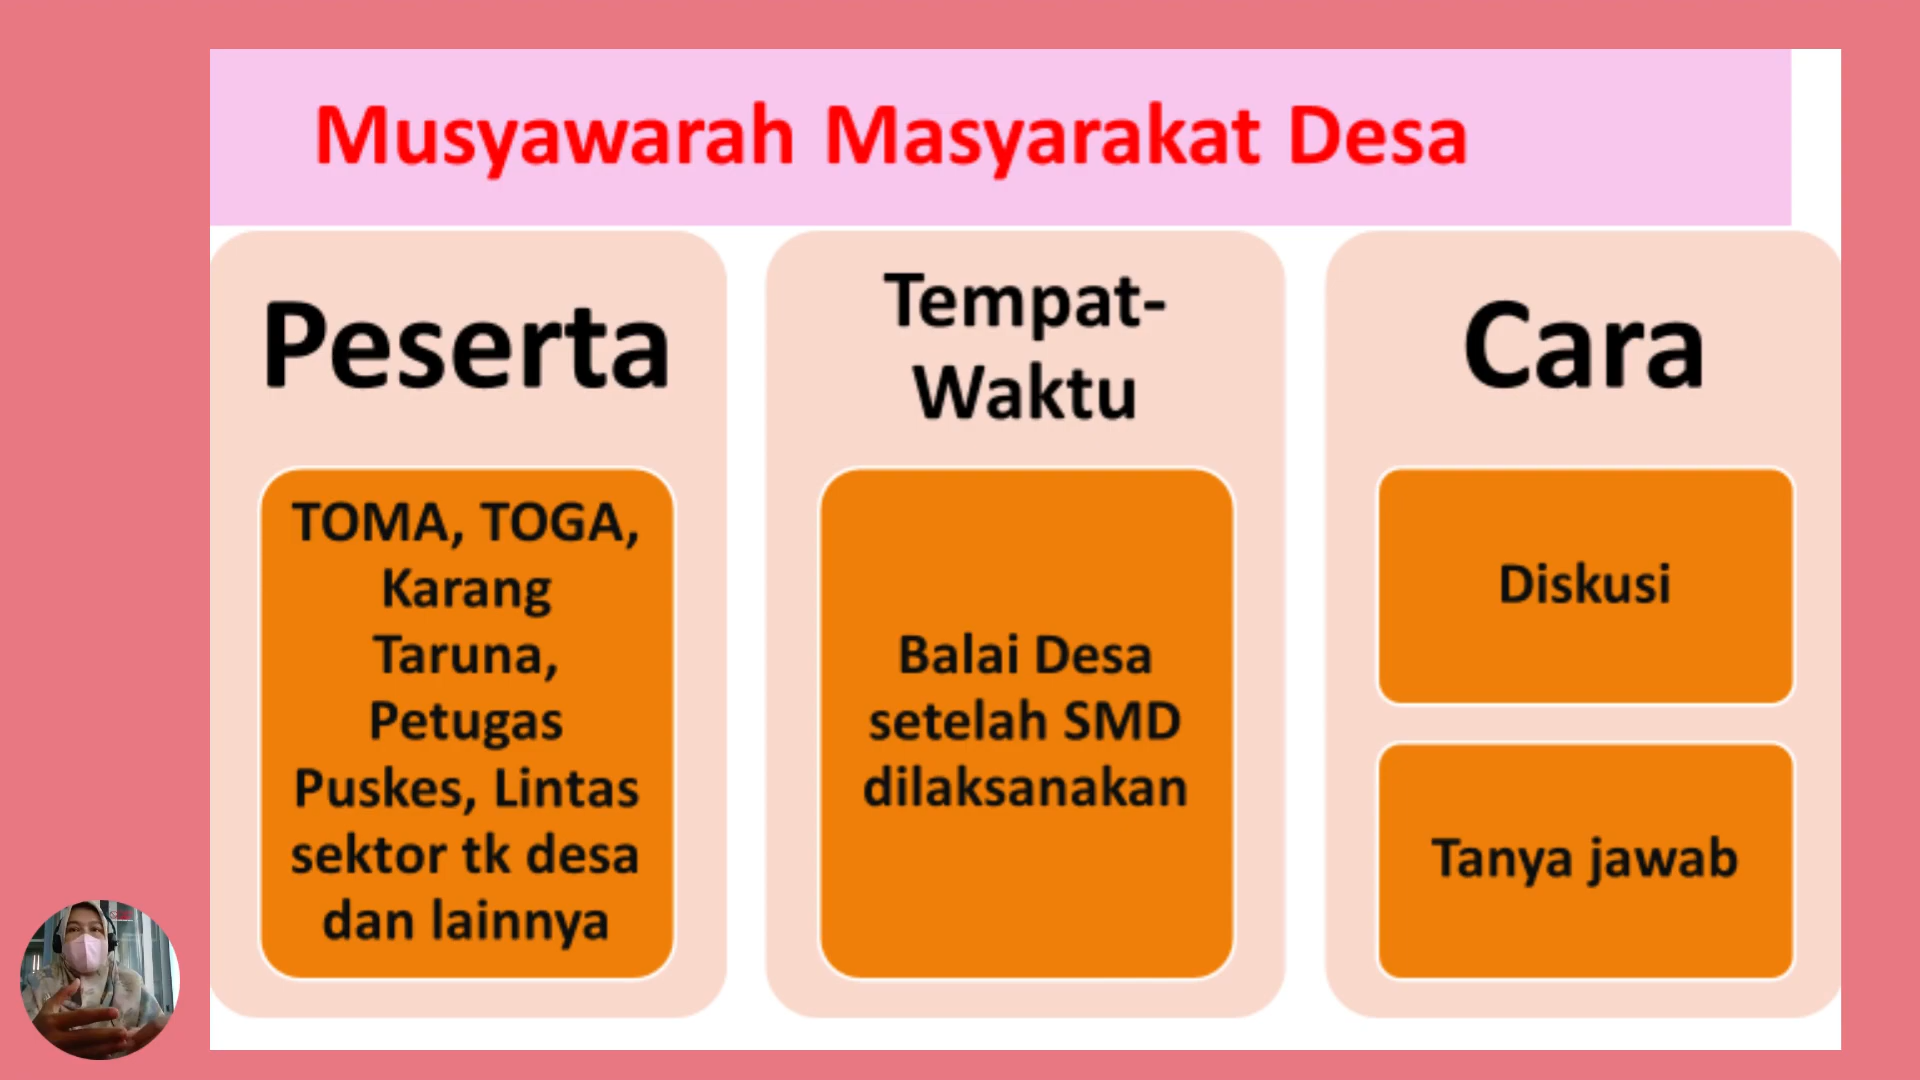 Musyawarah Masyarakat Desa
Peserta
TOMA, TOGA,
Karang
Taruna,
Petugas
Puskes, Lintas
sektor tk desa
dan lainnya
Tempat-
Waktu
Balai Desa
setelah SMD
dilaksanakan
Cara
Diskusi
Tanya jawab